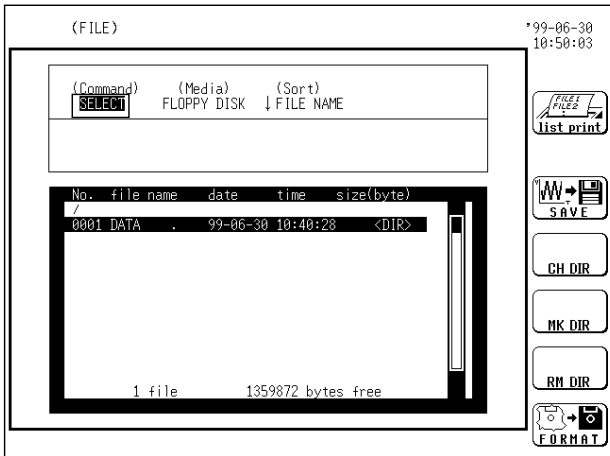 (FILE)
'99-06-30
10:50:03
(Command) (Media) (Sort)
SELECT FLOPPY DISK ↓FILE NAME
No. file name date time size(byte)
/
0001 DATA . 99-06-30 10:40:28 <DIR>
1 file 1359872 bytes free
FILE1
FILE2
list print
SAVE
CH DIR
MK DIR
RM DIR
FORMAT